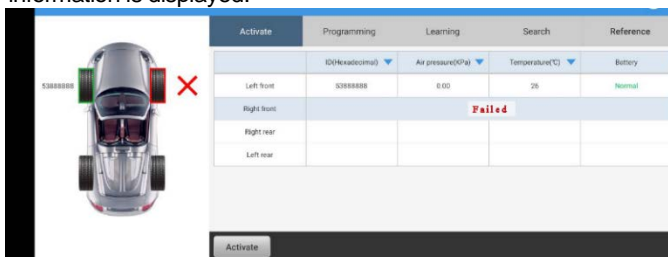 information is displayed.
Activate Programming Learning Search Reference
ID(Hexadecimal) Air pressure(KPa) Temperature(℃) Battery
53888888 Left front 53888888 0.00 26 Normal
Right front Failed
Right rear
Left rear
Activate